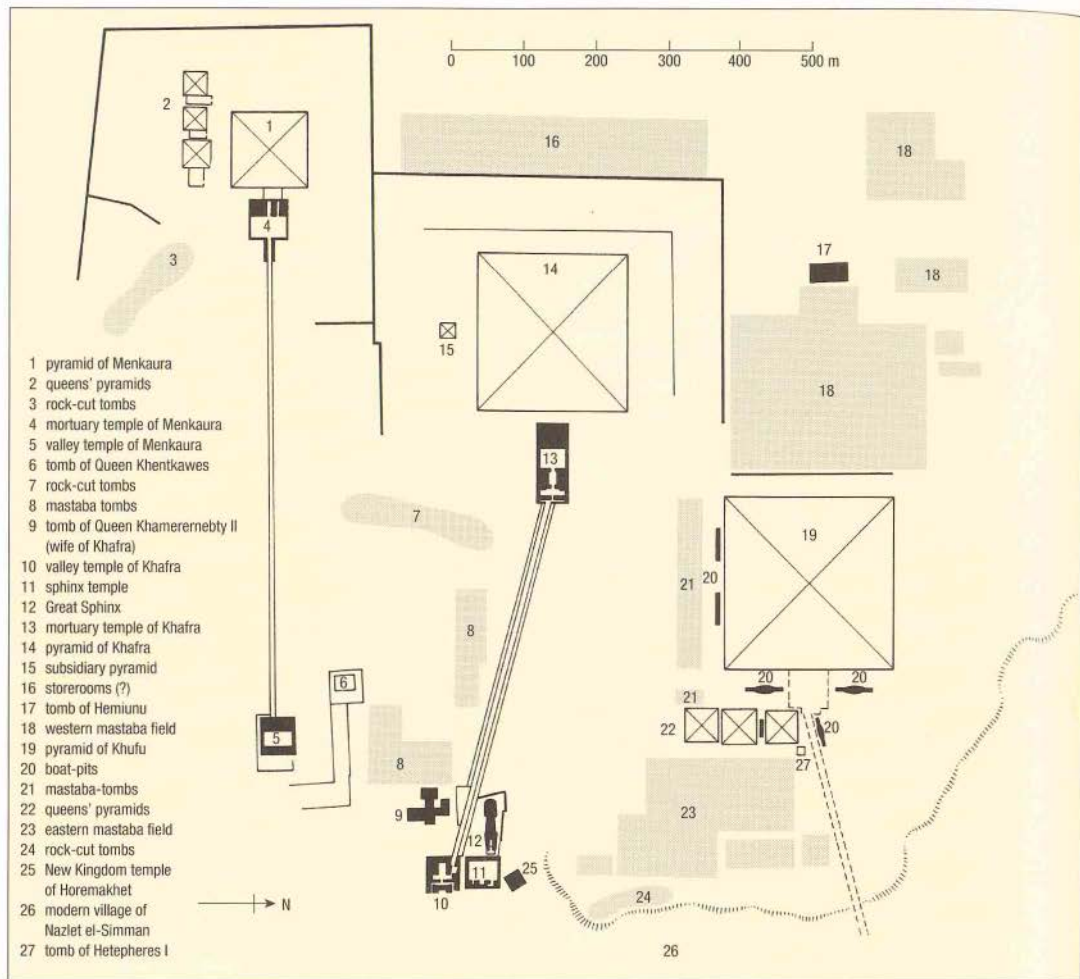 0 100 200 300 400 500 m
2
1
16
18
4
17
3
14
18
15
18
13
7
19
20
21
8
6
20 20
21
22
20
5
27
8
23
9
12
11
25
10
24
26
1 pyramid of Menkaura
2 queens' pyramids
3 rock-cut tombs
4 mortuary temple of Menkaura
5 valley temple of Menkaura
6 tomb of Queen Khentkawes
7 rock-cut tombs
8 mastaba tombs
9 tomb of Queen Khamerernebty II
(wife of Khafra)
10 valley temple of Khafra
11 sphinx temple
12 Great Sphinx
13 mortuary temple of Khafra
14 pyramid of Khafra
15 subsidiary pyramid
16 storerooms (?)
17 tomb of Hemiunu
18 western mastaba field
19 pyramid of Khufu
20 boat-pits
21 mastaba-tombs
22 queens' pyramids
23 eastern mastaba field
24 rock-cut tombs
25 New Kingdom temple
of Horemakhet
26 modern village of
Nazlet el-Simman
27 tomb of Hetepheres I
N